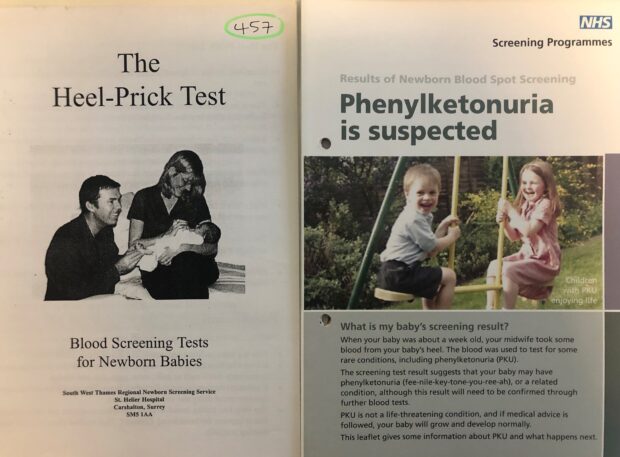 457
The
Heel-Prick Test
Blood Screening Tests
for Newborn Babies
South West Thames Regional Newborn Screening Service
St. Helier Hospital
Carshalton, Surrey
SM5 1AA
NHS
Screening Programmes
Results of Newborn Blood Spot Screening
Phenylketonuria
is suspected
Children
with PKU
enjoying life
What is my baby's screening result?
When your baby was about a week old, your midwife took some
blood from your baby's heel. The blood was used to test for some
rare conditions, including phenylketonuria (PKU).
The screening test result suggests that your baby may have
phenylketonuria (fee-nile-key-tone-you-ree-ah), or a related
condition, although this result will need to be confirmed through
further blood tests.
PKU is not a life-threatening condition, and if medical advice is
followed, your baby will grow and develop normally.
This leaflet gives some information about PKU and what happens next.